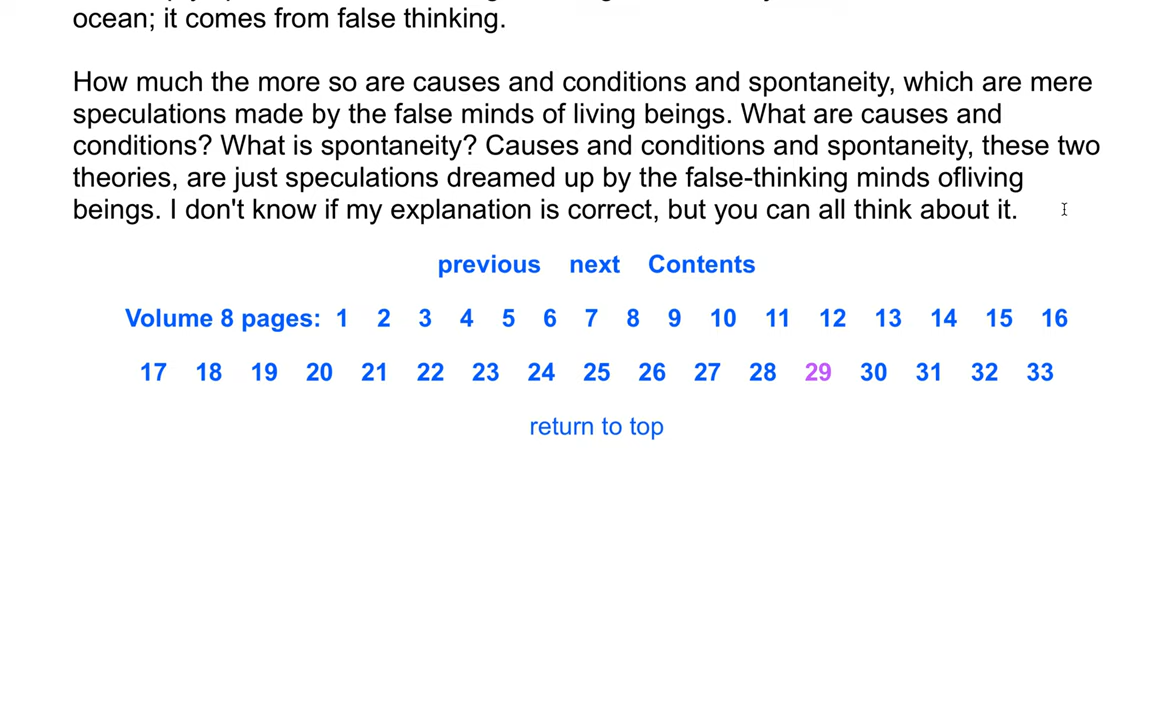 ocean; it comes from false thinking.
How much the more so are causes and conditions and spontaneity, which are mere
speculations made by the false minds of living beings. What are causes and
conditions? What is spontaneity? Causes and conditions and spontaneity, these two
theories, are just speculations dreamed up by the false-thinking minds ofliving
beings. I don't know if my explanation is correct, but you can all think about it.
previous next Contents
Volume 8 pages: 1 2 3 4 5 6 7 8 9 10 11 12 13 14 15 16
17 18 19 20 21 22 23 24 25 26 27 28 29 30 31 32 33
return to top